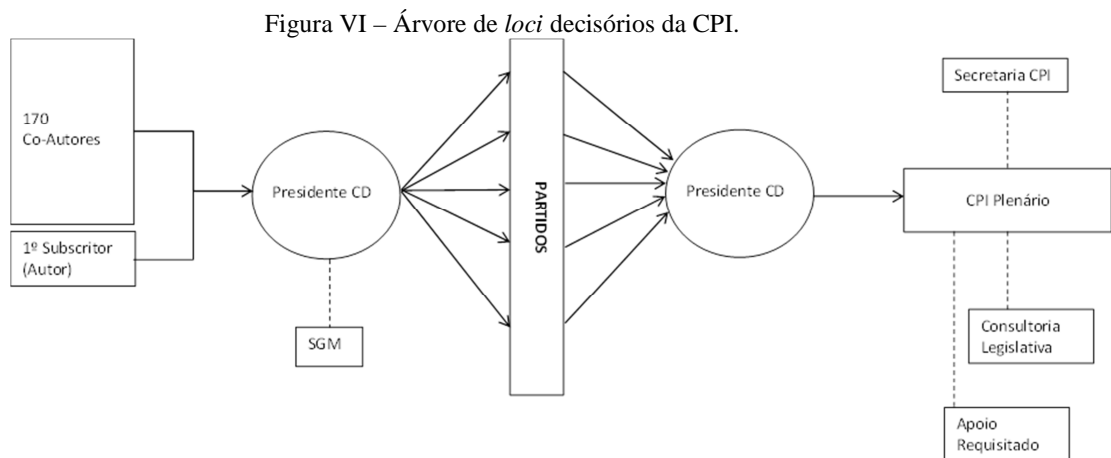 Figura VI – Árvore de loci decisórios da CPI.
170
Co-Autores
1º Subscritor
(Autor)
Presidente CD
SGM
PARTIDOS
Presidente CD
Secretaria CPI
CPI Plenário
Consultoria
Legislativa
Apoio
Requisitado